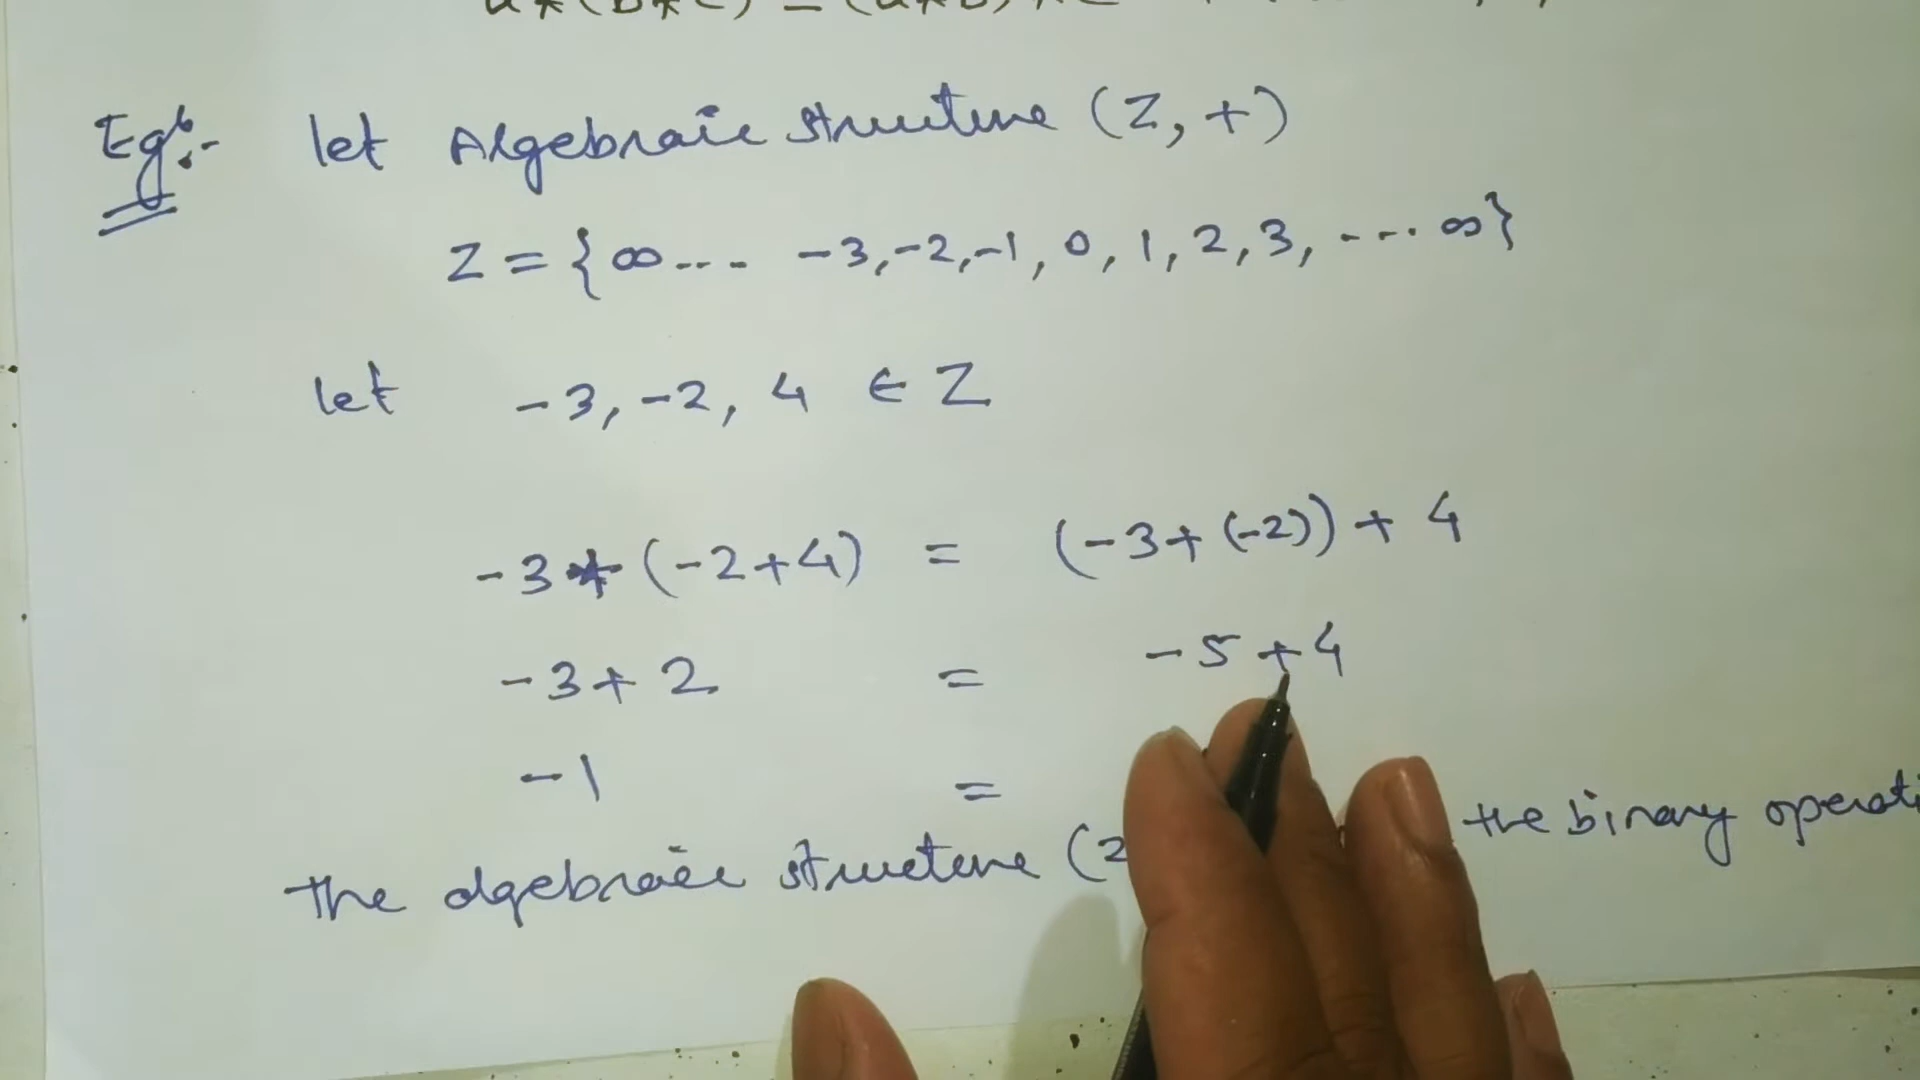 a * (b * c) = (a * b) * c
Eg:- let Algebraic structure (Z, +)
Z = {∞... -3, -2, -1, 0, 1, 2, 3, .... ∞}
let -3, -2, 4 ∈ Z
-3 + (-2+4) = (-3+(-2)) + 4
-3+2 = -5+4
-1 =
The algebraic structure (Z the binary operati